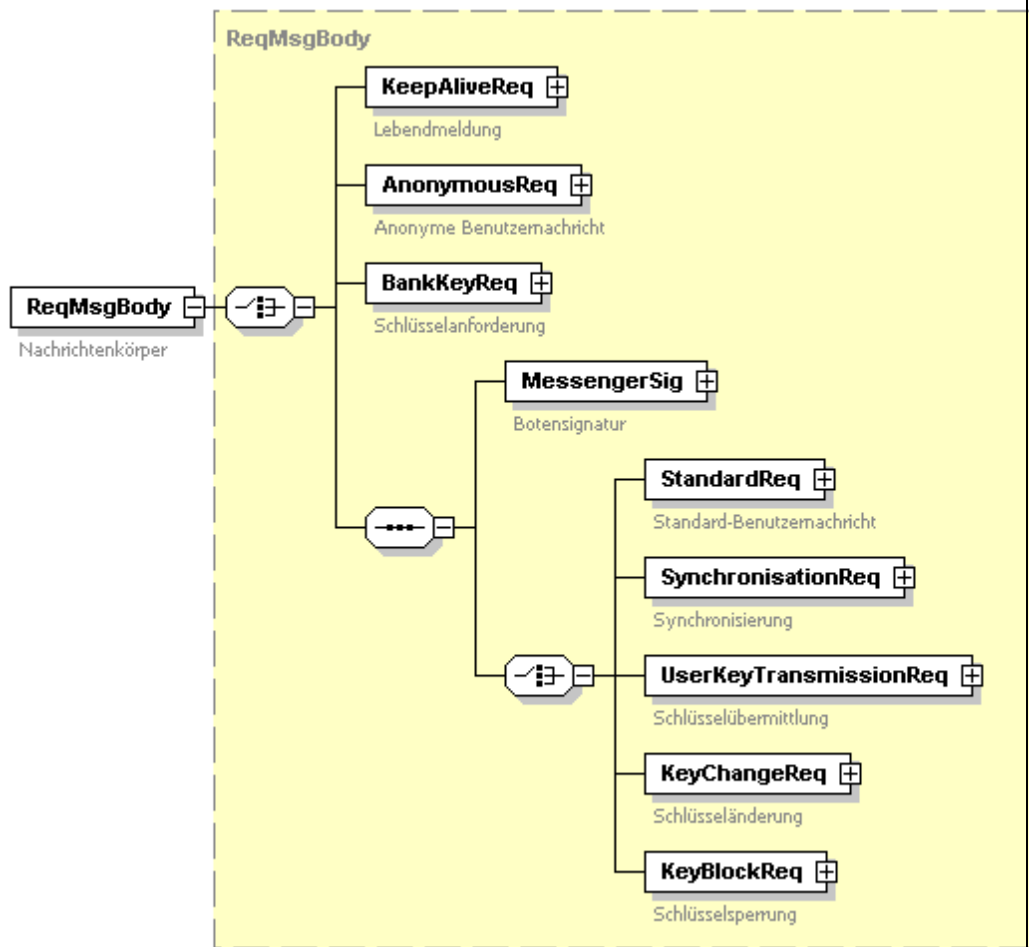 ReqMsgBody
KeepAliveReq
Lebendmeldung
AnonymousReq
Anonyme Benutzernachricht
BankKeyReq
Schlüsselanforderung
ReqMsgBody
Nachrichtenkörper
MessengerSig
Botensignatur
StandardReq
Standard-Benutzernachricht
SynchronisationReq
Synchronisierung
UserKeyTransmissionReq
Schlüsselübermittlung
KeyChangeReq
Schlüsseländerung
KeyBlockReq
Schlüsselsperrung